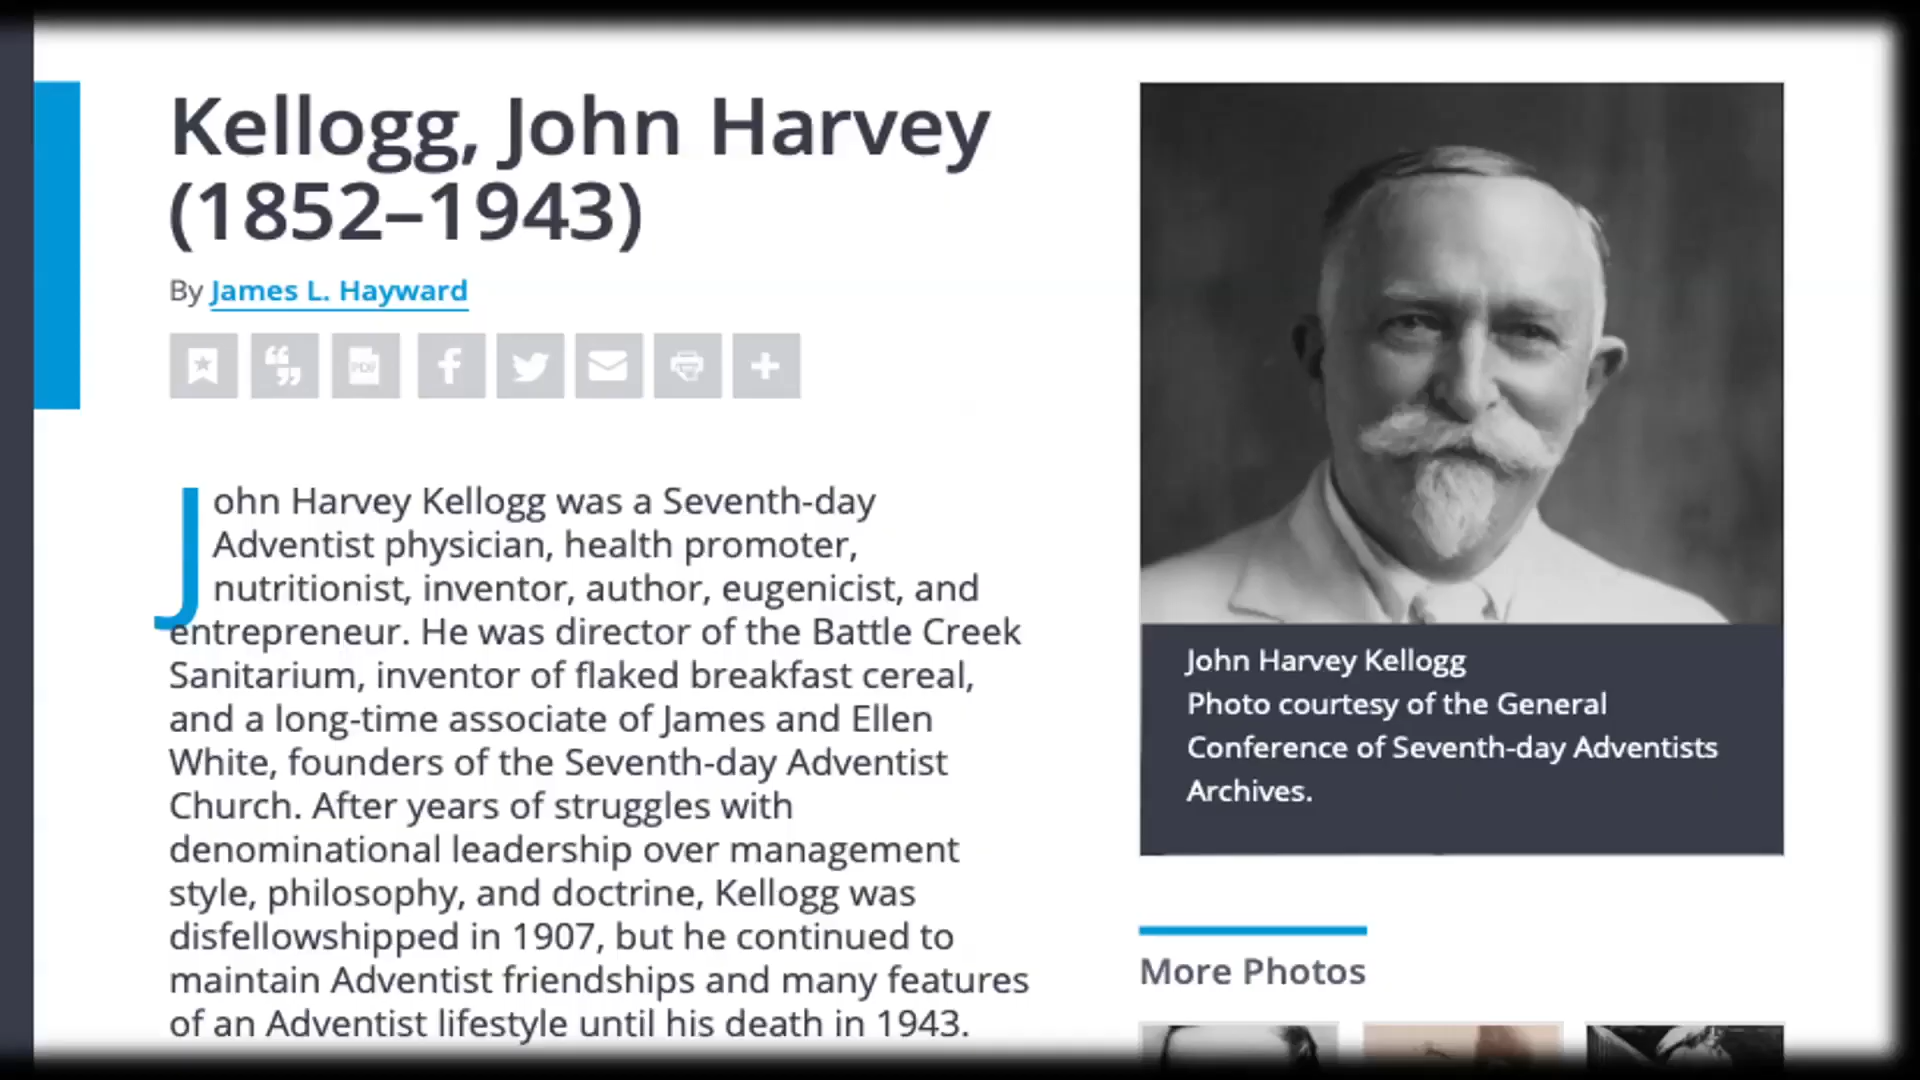 Kellogg, John Harvey
(1852–1943)
By James L. Hayward
PDF
John Harvey Kellogg was a Seventh-day
Adventist physician, health promoter,
nutritionist, inventor, author, eugenicist, and
entrepreneur. He was director of the Battle Creek
Sanitarium, inventor of flaked breakfast cereal,
and a long-time associate of James and Ellen
White, founders of the Seventh-day Adventist
Church. After years of struggles with
denominational leadership over management
style, philosophy, and doctrine, Kellogg was
disfellowshipped in 1907, but he continued to
maintain Adventist friendships and many features
of an Adventist lifestyle until his death in 1943.
John Harvey Kellogg
Photo courtesy of the General
Conference of Seventh-day Adventists
Archives.
More Photos